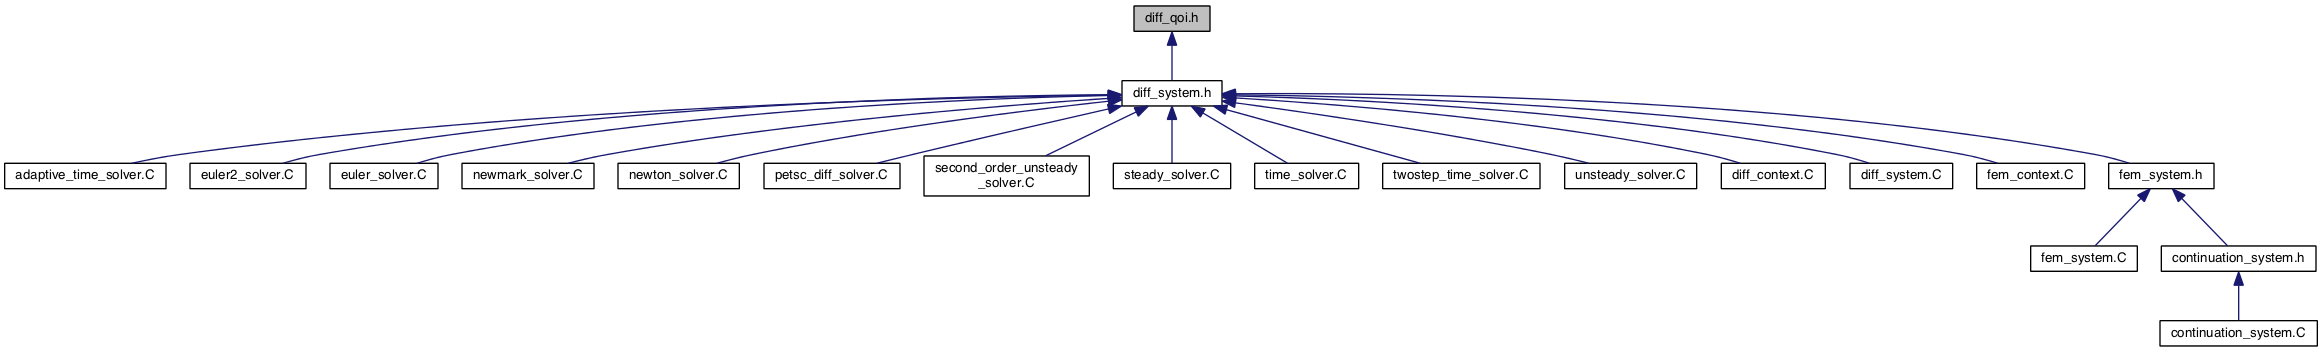 diff_qoi.h
diff_system.h
adaptive_time_solver.C
euler2_solver.C
euler_solver.C
newmark_solver.C
newton_solver.C
petsc_diff_solver.C
second_order_unsteady
_solver.C
steady_solver.C
time_solver.C
twostep_time_solver.C
unsteady_solver.C
diff_context.C
diff_system.C
fem_context.C
fem_system.h
fem_system.C
continuation_system.h
continuation_system.C